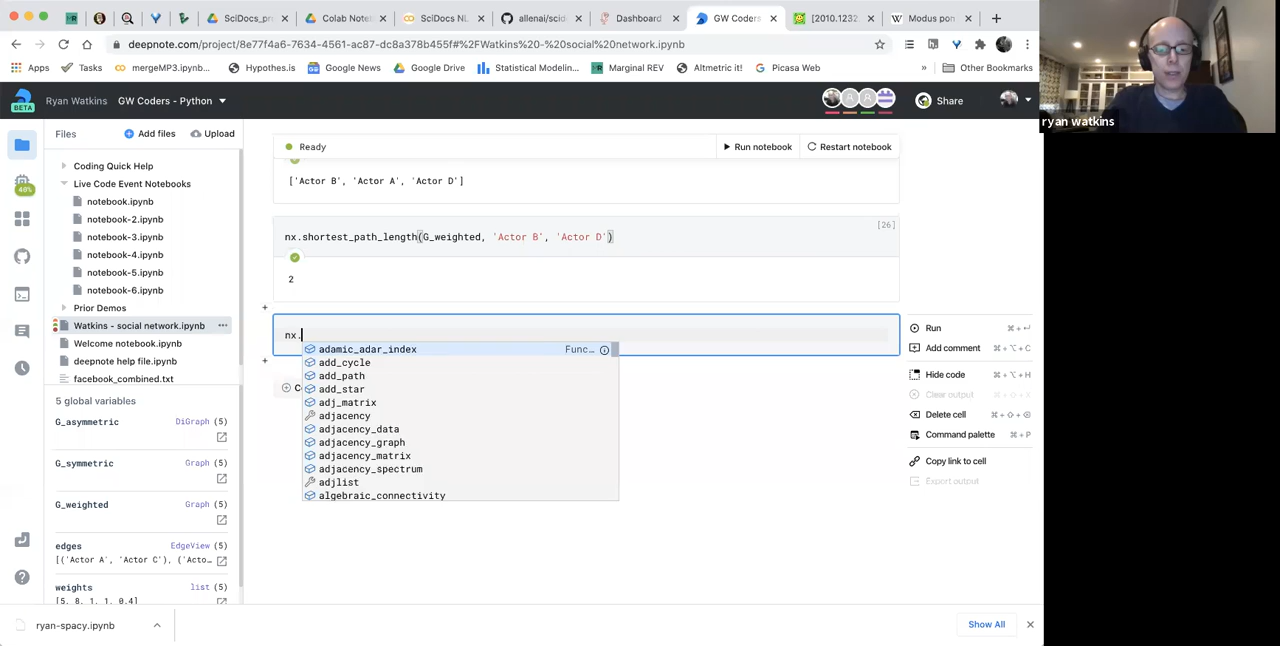 SciDocs_pro
Colab Note
SciDocs NL
allenai/scid
Dashboard
GW Coders
[2010.1232
Modus pon
deepnote.com/project/8e77f4a6-7634-4561-ac87-dc8a378b455f#%2FWatkins%20-%20social%20network.ipynb
Apps
Tasks
mergeMP3.ipynb...
Hypothes.is
Google News
Google Drive
Statistical Modelin...
Marginal REV
Altmetric it!
Picasa Web
»
Other Bookmarks
ryan watkins
BETA
Ryan Watkins
GW Coders - Python
Share
Files
Add files
Upload
Ready
Run notebook
Restart notebook
Coding Quick Help
Live Code Event Notebooks
notebook.ipynb
notebook-2.ipynb
notebook-3.ipynb
notebook-4.ipynb
notebook-5.ipynb
notebook-6.ipynb
Prior Demos
Watkins - social network.ipynb
Welcome notebook.ipynb
deepnote help file.ipynb
facebook_combined.txt
40%
['Actor B', 'Actor A', 'Actor D']
[26]
nx.shortest_path_length(G_weighted, 'Actor B', 'Actor D')
2
nx.
adamic_adar_index Func...
add_cycle
add_path
add_star
adj_matrix
adjacency
adjacency_data
adjacency_graph
adjacency_matrix
adjacency_spectrum
adjlist
algebraic_connectivity
Run ⌘+↵
Add comment ⌘+⌥+C
Hide code ⌘+⌥+H
Clear output
Delete cell
Command palette ⌘+P
Copy link to cell
Export output
5 global variables
G_asymmetric DiGraph (5)
G_symmetric Graph (5)
G_weighted Graph (5)
edges EdgeView (5)
[('Actor A', 'Actor C'), ('Acto...
weights list (5)
[5, 8, 1, 1, 0.4]
ryan-spacy.ipynb
Show All